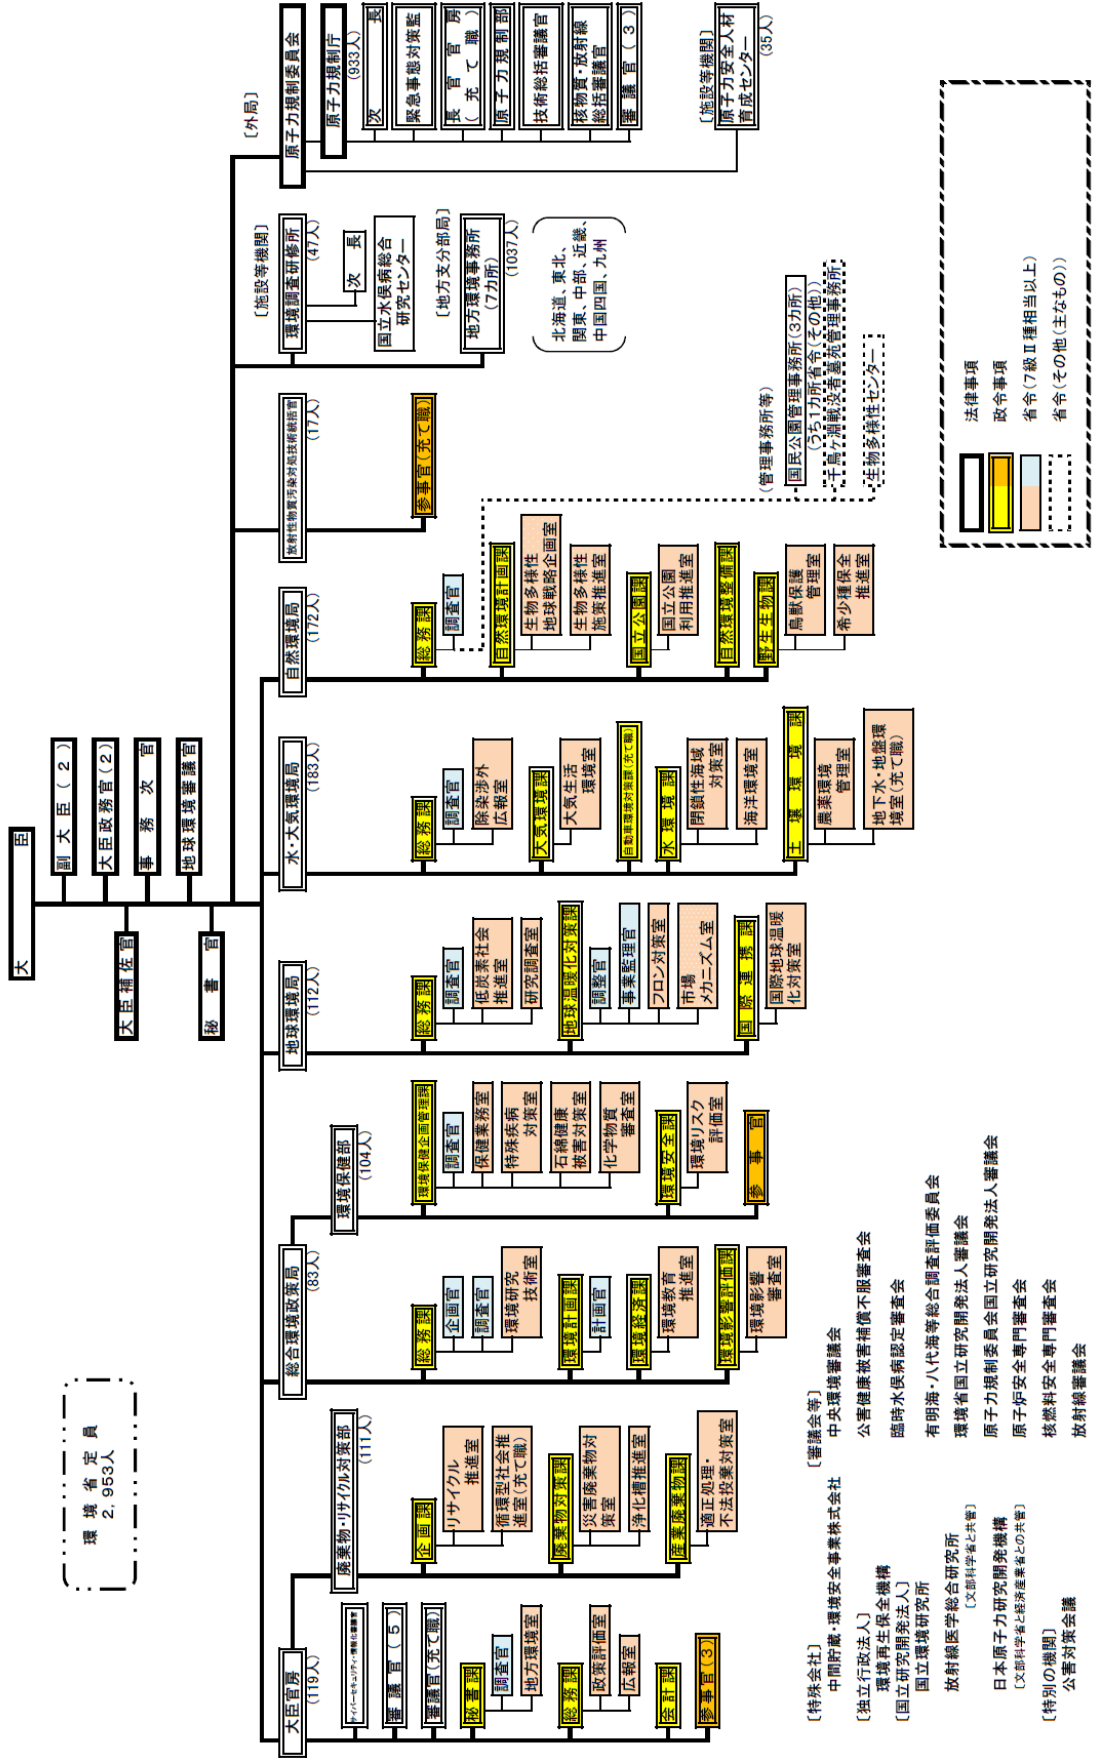 環境省定員
2,953人
大臣
副大臣(2)
大臣政務官(2)
事務次官
地球環境審議官
大臣補佐官
秘書官
大臣官房
(119人)
サイバーセキュリティ・情報化審議官
審議官(5)
審議官(充て職)
秘書課
調査官
地方環境室
総務課
政策評価室
広報室
会計課
参事官(3)
廃棄物・リサイクル対策部
(111人)
企画課
リサイクル
推進室
循環型社会推
進室(充て職)
廃棄物対策課
災害廃棄物対
策室
浄化槽推進室
産業廃棄物課
適正処理・
不法投棄対策室
総合環境政策局
(83人)
総務課
企画官
調査官
環境研究
技術室
環境計画課
計画官
環境経済課
環境教育
推進室
環境影響評価課
環境影響
審査室
環境保健部
(104人)
環境保健企画管理課
調査官
保健業務室
特殊疾病
対策室
石綿健康
被害対策室
化学物質
審査室
環境安全課
環境リスク
評価室
参事官
地球環境局
(112人)
総務課
調査官
低炭素社会
推進室
研究調査室
地球温暖化対策課
調整官
事業監理官
フロン対策室
市場
メカニズム室
国際連携課
国際地球温暖
化対策室
水・大気環境局
(183人)
総務課
調査官
除染渉外
広報室
大気環境課
大気生活
環境室
自動車環境対策課(充て職)
水環境課
閉鎖性海域
対策室
海洋環境室
土壌環境課
農薬環境
管理室
地下水・地盤環
境室(充て職)
自然環境局
(172人)
総務課
調査官
自然環境計画課
生物多様性
地球戦略企画室
生物多様性
施策推進室
国立公園課
国立公園
利用推進室
自然環境整備課
野生生物課
鳥獣保護
管理室
希少種保全
推進室
(管理事務所等)
国民公園管理事務所(3カ所)
(うち1カ所省令(その他))
千鳥ヶ淵戦没者墓苑管理事務所
生物多様性センター
放射性物質汚染対処技術統括官
(17人)
参事官(充て職)
[施設等機関]
環境調査研修所
(47人)
次長
国立水俣病総合
研究センター
[地方支分部局]
地方環境事務所
(7カ所)
(1037人)
北海道、東北、
関東、中部、近畿、
中国四国、九州
[外局]
原子力規制委員会
原子力規制庁
(933人)
次長
緊急事態対策監
長官官房
(充て職)
原子力規制部
技術総括審議官
核物質・放射線
総括審議官
審議官(3)
[施設等機関]
原子力安全人材
育成センター
(35人)
法律事項
政令事項
省令(7級Ⅱ種相当以上)
省令(その他(主なもの))
[特殊会社]
中間貯蔵・環境安全事業株式会社
[独立行政法人]
環境再生保全機構
[国立研究開発法人]
国立環境研究所
放射線医学総合研究所
[文部科学省と共管]
日本原子力研究開発機構
[文部科学省と経済産業省との共管]
[特別の機関]
公害対策会議
[審議会等]
中央環境審議会
公害健康被害補償不服審査会
臨時水俣病認定審査会
有明海・八代海等総合調査評価委員会
環境省国立研究開発法人審議会
原子力規制委員会国立研究開発法人審議会
原子炉安全専門審査会
核燃料安全専門審査会
放射線審議会